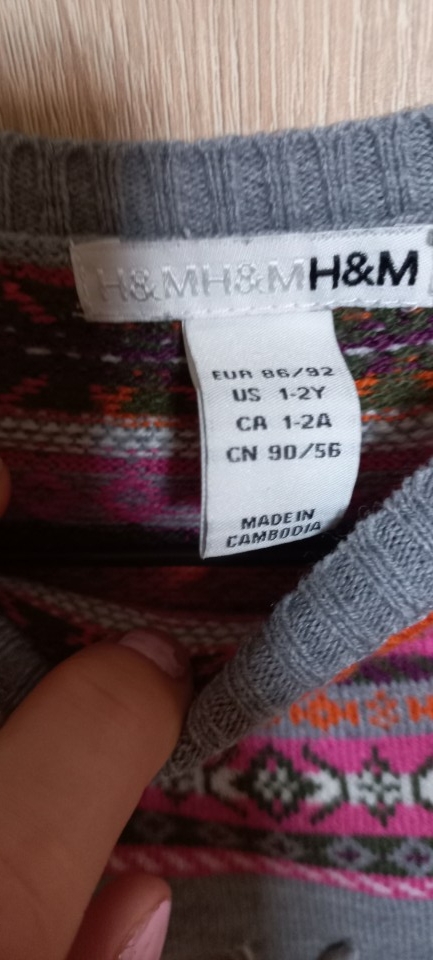 H&MH&MH&M
EUR 86/92
US 1-2Y
CA 1-2A
CN 90/56
MADE IN
CAMBODIA